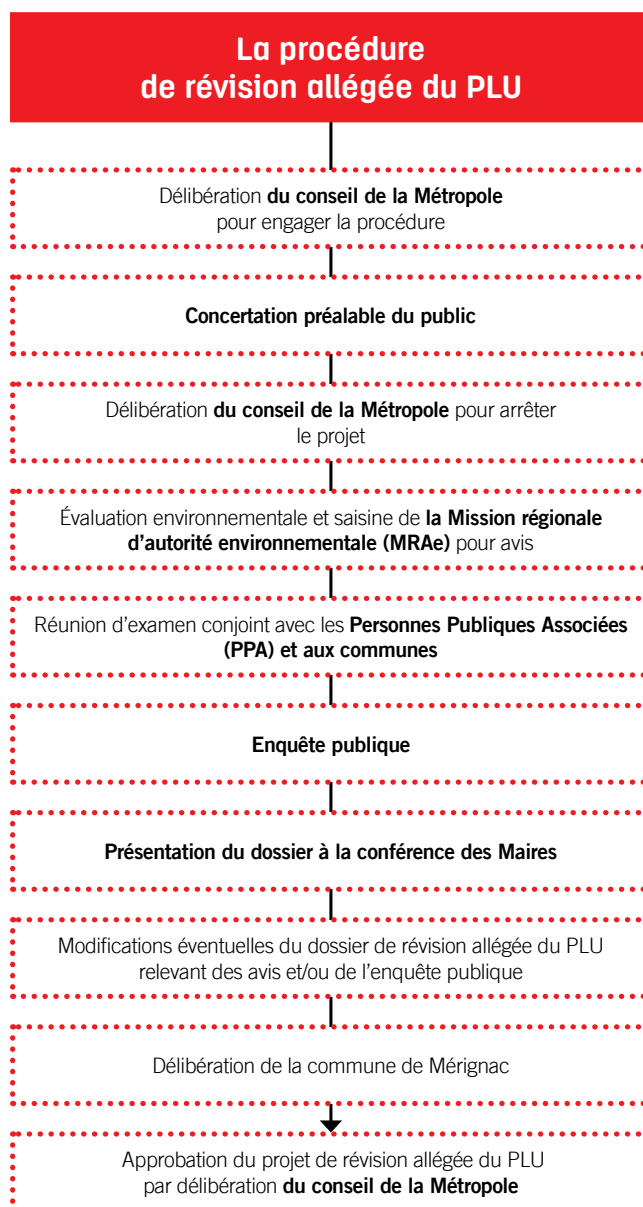 La procédure
de révision allégée du PLU
Délibération du conseil de la Métropole
pour engager la procédure
Concertation préalable du public
Délibération du conseil de la Métropole pour arrêter
le projet
Évaluation environnementale et saisine de la Mission régionale
d’autorité environnementale (MRAe) pour avis
Réunion d’examen conjoint avec les Personnes Publiques Associées
(PPA) et aux communes
Enquête publique
Présentation du dossier à la conférence des Maires
Modifications éventuelles du dossier de révision allégée du PLU
relevant des avis et/ou de l’enquête publique
Délibération de la commune de Mérignac
Approbation du projet de révision allégée du PLU
par délibération du conseil de la Métropole